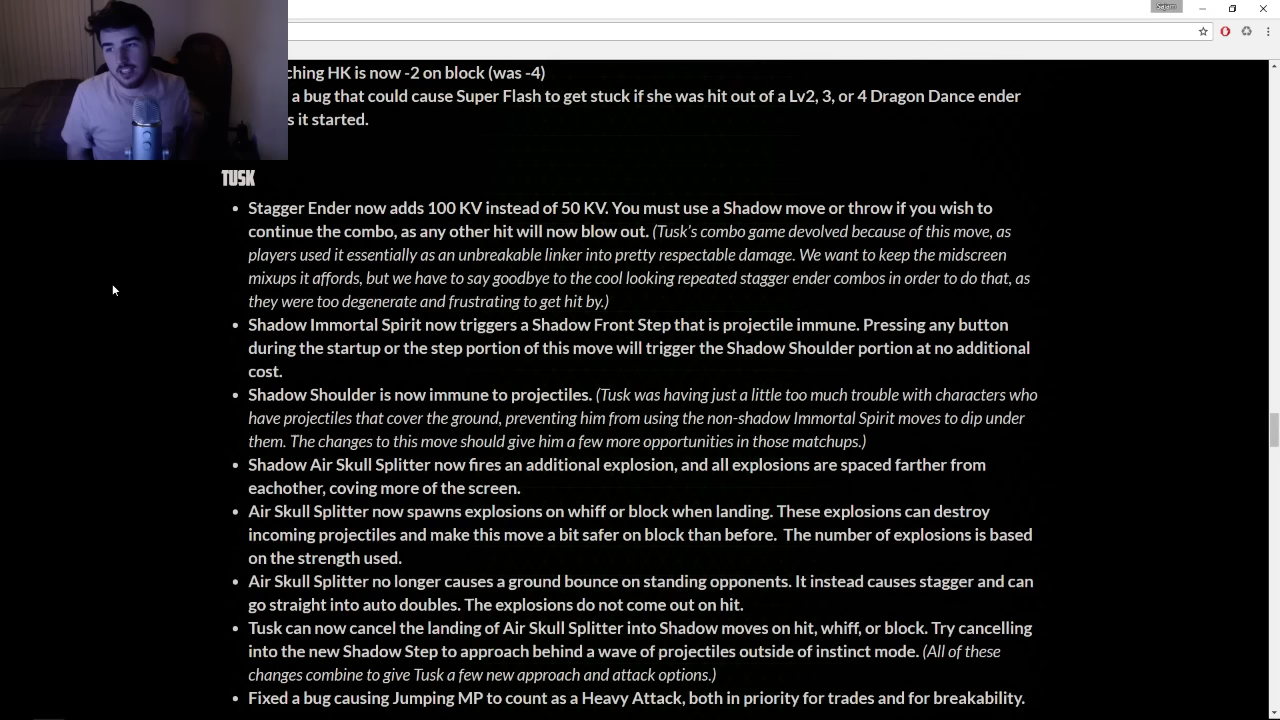 Sajam
ching HK is now -2 on block (was -4)
a bug that could cause Super Flash to get stuck if she was hit out of a Lv2, 3, or 4 Dragon Dance ender
s it started.
TUSK
• Stagger Ender now adds 100 KV instead of 50 KV. You must use a Shadow move or throw if you wish to
continue the combo, as any other hit will now blow out. (Tusk's combo game devolved because of this move, as
players used it essentially as an unbreakable linker into pretty respectable damage. We want to keep the midscreen
mixups it affords, but we have to say goodbye to the cool looking repeated stagger ender combos in order to do that, as
they were too degenerate and frustrating to get hit by.)
• Shadow Immortal Spirit now triggers a Shadow Front Step that is projectile immune. Pressing any button
during the startup or the step portion of this move will trigger the Shadow Shoulder portion at no additional
cost.
• Shadow Shoulder is now immune to projectiles. (Tusk was having just a little too much trouble with characters who
have projectiles that cover the ground, preventing him from using the non-shadow Immortal Spirit moves to dip under
them. The changes to this move should give him a few more opportunities in those matchups.)
• Shadow Air Skull Splitter now fires an additional explosion, and all explosions are spaced farther from
eachother, coving more of the screen.
• Air Skull Splitter now spawns explosions on whiff or block when landing. These explosions can destroy
incoming projectiles and make this move a bit safer on block than before. The number of explosions is based
on the strength used.
• Air Skull Splitter no longer causes a ground bounce on standing opponents. It instead causes stagger and can
go straight into auto doubles. The explosions do not come out on hit.
• Tusk can now cancel the landing of Air Skull Splitter into Shadow moves on hit, whiff, or block. Try cancelling
into the new Shadow Step to approach behind a wave of projectiles outside of instinct mode. (All of these
changes combine to give Tusk a few new approach and attack options.)
• Fixed a bug causing Jumping MP to count as a Heavy Attack, both in priority for trades and for breakability.